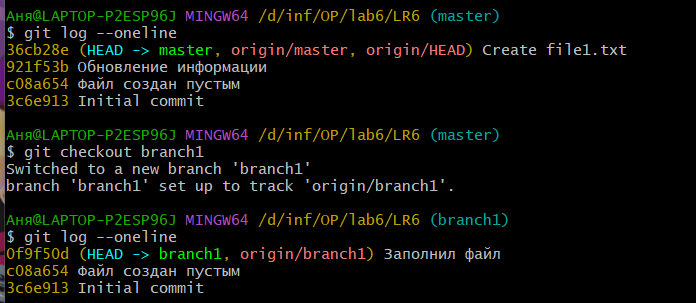 Аня@LAPTOP-P2ESP96J MINGW64 /d/inf/OP/lab6/LR6 (master)
$ git log --oneline
36cb28e (HEAD -> master, origin/master, origin/HEAD) Create file1.txt
921f53b Обновление информации
c08a654 Файл создан пустым
3c6e913 Initial commit
Аня@LAPTOP-P2ESP96J MINGW64 /d/inf/OP/lab6/LR6 (master)
$ git checkout branch1
Switched to a new branch 'branch1'
branch 'branch1' set up to track 'origin/branch1'.
Аня@LAPTOP-P2ESP96J MINGW64 /d/inf/OP/lab6/LR6 (branch1)
$ git log --oneline
0f9f50d (HEAD -> branch1, origin/branch1) Заполнил файл
c08a654 Файл создан пустым
3c6e913 Initial commit